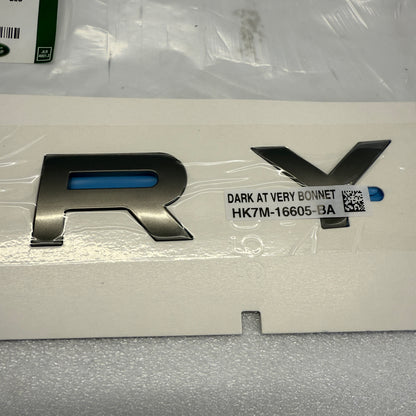 R Y
DARK AT VERY BONNET
HK7M-16605-BA